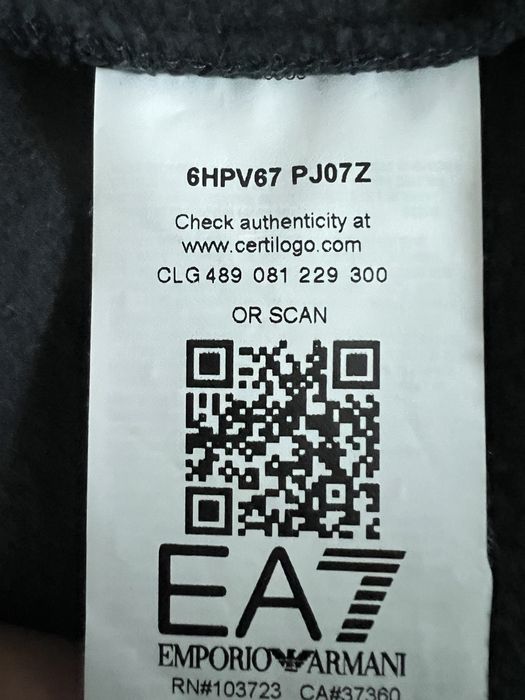 6HPV67 PJ07Z
Check authenticity at
www.certilogo.com
CLG 489 081 229 300
OR SCAN
EA7
EMPORIO ARMANI
RN#103723 CA#37360